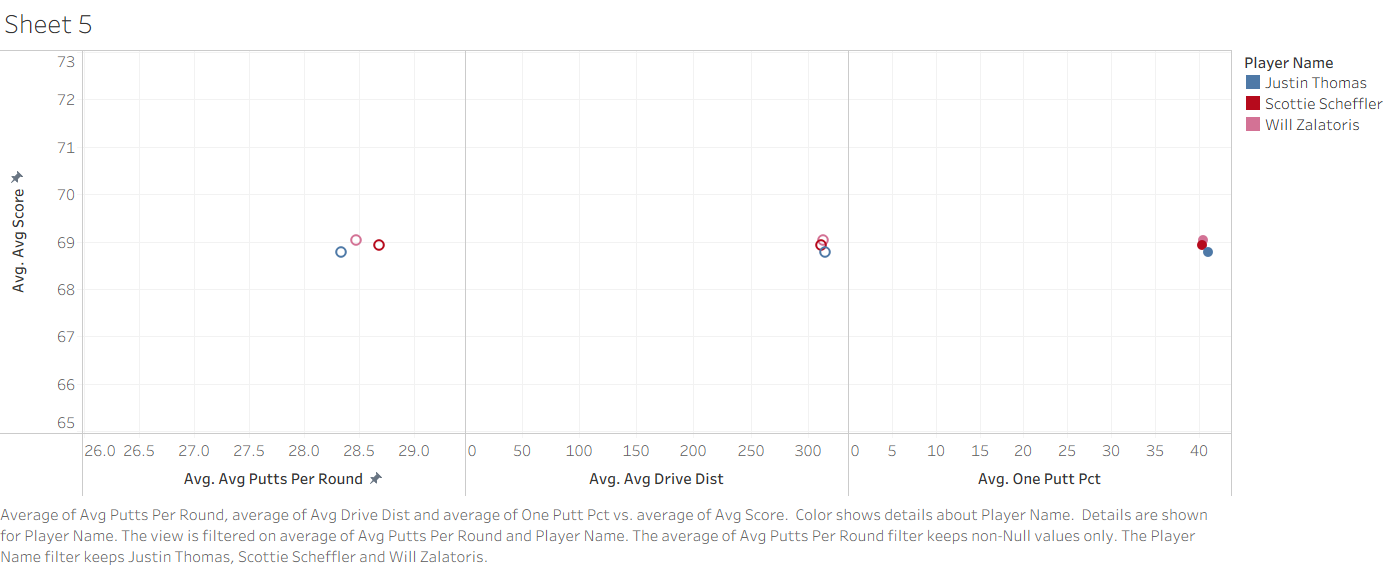 Sheet 5
Player Name
Justin Thomas
Scottie Scheffler
Will Zalatoris
Avg. Avg Score
73
72
71
70
69
68
67
66
65
26.0 26.5 27.0 27.5 28.0 28.5 29.0 0 50 100 150 200 250 300 0 5 10 15 20 25 30 35 40
Avg. Avg Putts Per Round Avg. Avg Drive Dist Avg. One Putt Pct
Average of Avg Putts Per Round, average of Avg Drive Dist and average of One Putt Pct vs. average of Avg Score.  Color shows details about Player Name.  Details are shown
for Player Name. The view is filtered on average of Avg Putts Per Round and Player Name. The average of Avg Putts Per Round filter keeps non-Null values only. The Player
Name filter keeps Justin Thomas, Scottie Scheffler and Will Zalatoris.